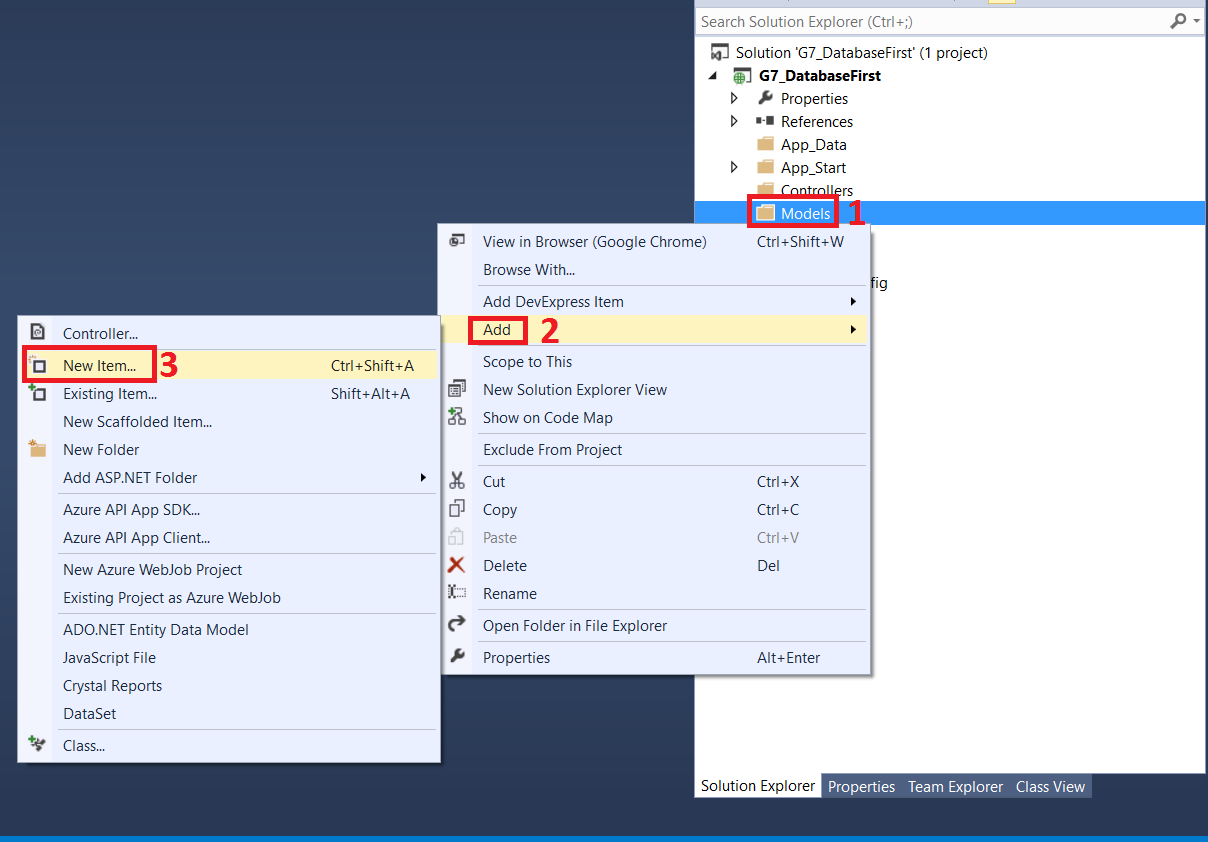 Search Solution Explorer (Ctrl+;)
Solution 'G7_DatabaseFirst' (1 project)
G7_DatabaseFirst
Properties
References
App_Data
App_Start
Controllers
Models 1
fig
View in Browser (Google Chrome) Ctrl+Shift+W
Browse With...
Add DevExpress Item
Add 2
Scope to This
New Solution Explorer View
Show on Code Map
Exclude From Project
Cut Ctrl+X
Copy Ctrl+C
Paste Ctrl+V
Delete Del
Rename
Open Folder in File Explorer
Properties Alt+Enter
Controller...
New Item... 3 Ctrl+Shift+A
Existing Item... Shift+Alt+A
New Scaffolded Item...
New Folder
Add ASP.NET Folder
Azure API App SDK...
Azure API App Client...
New Azure WebJob Project
Existing Project as Azure WebJob
ADO.NET Entity Data Model
JavaScript File
Crystal Reports
DataSet
Class...
Solution Explorer Properties Team Explorer Class View